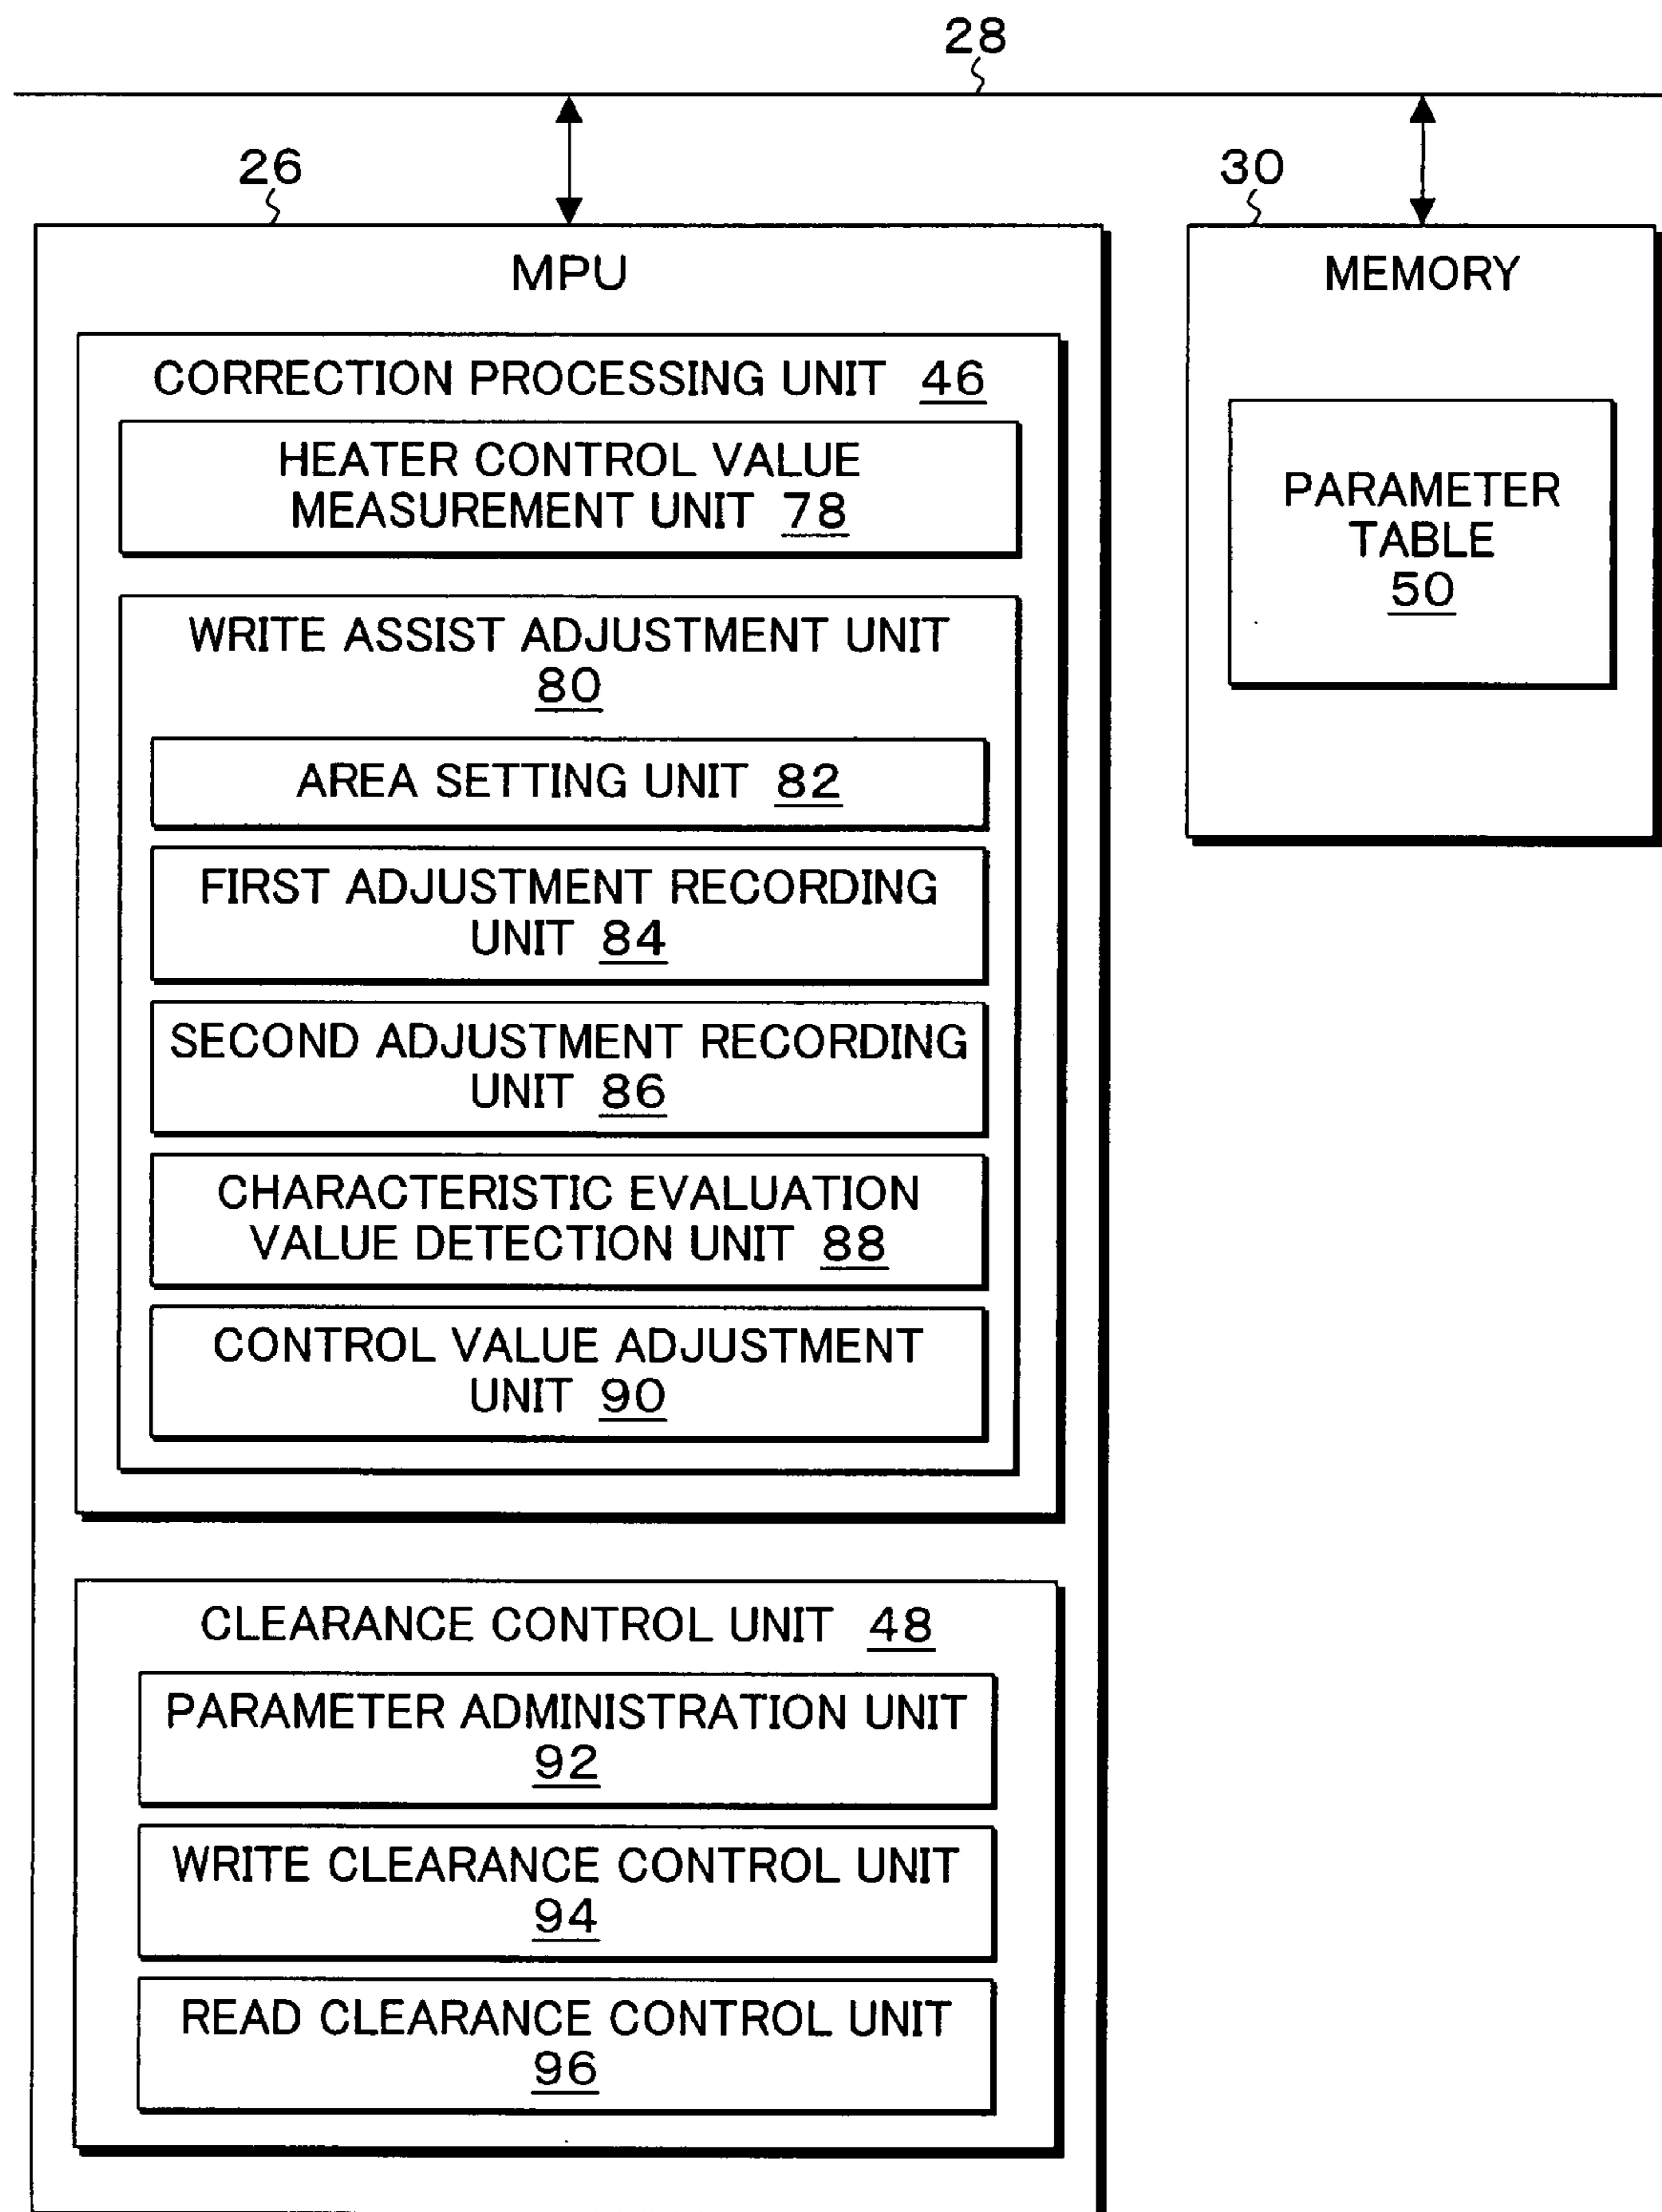 28
26
30
MPU
MEMORY
CORRECTION PROCESSING UNIT 46
HEATER CONTROL VALUE
MEASUREMENT UNIT 78
WRITE ASSIST ADJUSTMENT UNIT
80
AREA SETTING UNIT 82
FIRST ADJUSTMENT RECORDING
UNIT 84
SECOND ADJUSTMENT RECORDING
UNIT 86
CHARACTERISTIC EVALUATION
VALUE DETECTION UNIT 88
CONTROL VALUE ADJUSTMENT
UNIT 90
PARAMETER
TABLE
50
CLEARANCE CONTROL UNIT 48
PARAMETER ADMINISTRATION UNIT
92
WRITE CLEARANCE CONTROL UNIT
94
READ CLEARANCE CONTROL UNIT
96